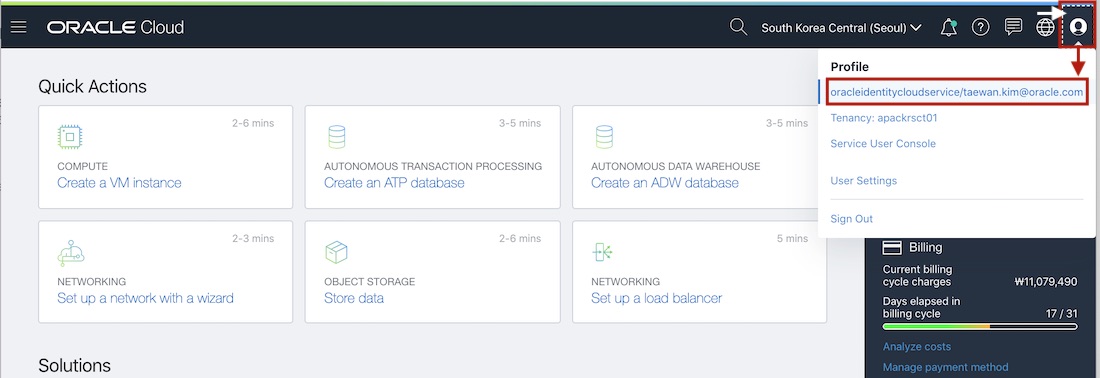 ORACLE Cloud
South Korea Central (Seoul)
Profile
oracleidentitycloudservice/taewan.kim@oracle.com
Tenancy: apackrsct01
Service User Console
User Settings
Sign Out
Quick Actions
2-6 mins
COMPUTE
Create a VM instance
3-5 mins
AUTONOMOUS TRANSACTION PROCESSING
Create an ATP database
3-5 mins
AUTONOMOUS DATA WAREHOUSE
Create an ADW database
2-3 mins
NETWORKING
Set up a network with a wizard
2-6 mins
OBJECT STORAGE
Store data
5 mins
NETWORKING
Set up a load balancer
Billing
Current billing
cycle charges
₩11,079,490
Days elapsed in
billing cycle
17 / 31
Analyze costs
Manage payment method
Solutions